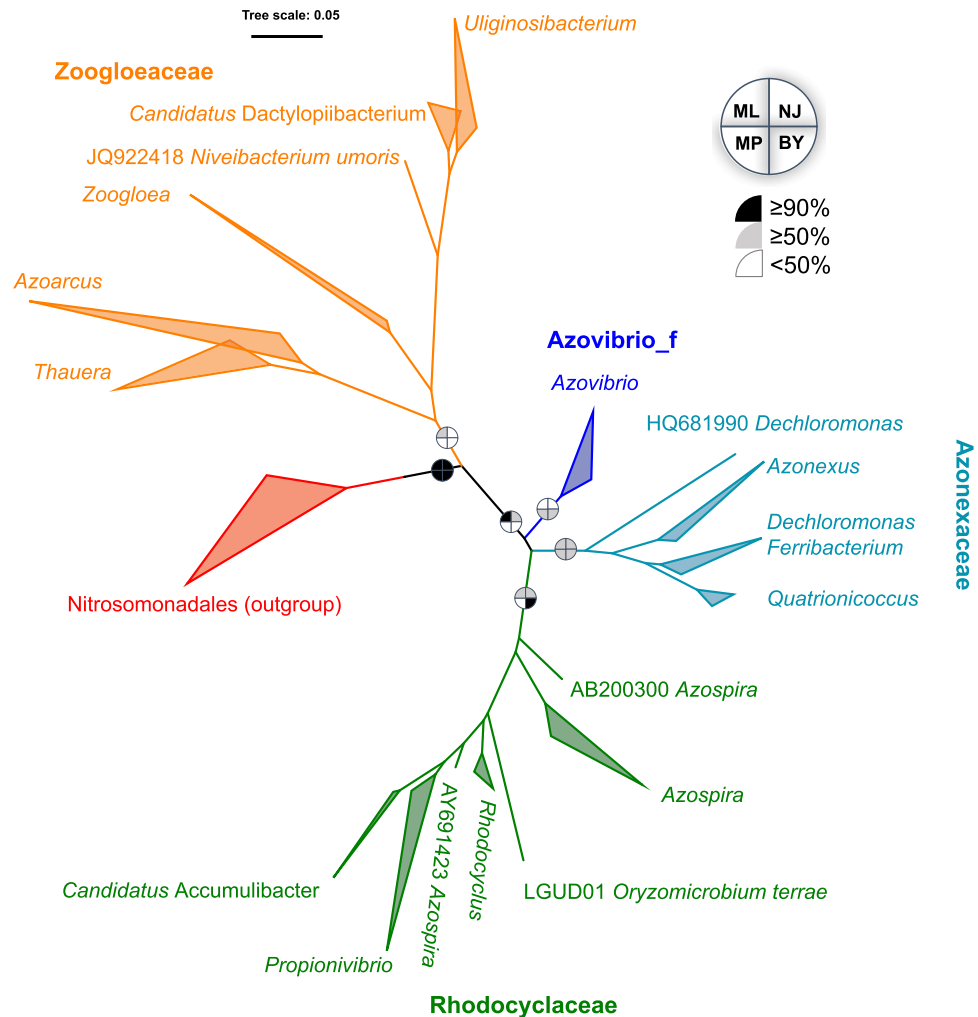 Tree scale: 0.05
Uliginosibacterium
Zoogloeaceae
Candidatus Dactylopiibacterium
JQ922418 Niveibacterium umoris
Zoogloea
Azoarcus
Thauera
ML NJ
MP BY
≥90%
≥50%
<50%
Azovibrio_f
Azovibrio
HQ681990 Dechloromonas
Azonexus
Dechloromonas
Ferribacterium
Quatrionicoccus
Azonexaceae
Nitrosomonadales (outgroup)
AB200300 Azospira
Azospira
Rhodocyclus
AY691423 Azospira
LGUD01 Oryzomicrobium terrae
Candidatus Accumulibacter
Propionivibrio
Rhodocyclaceae